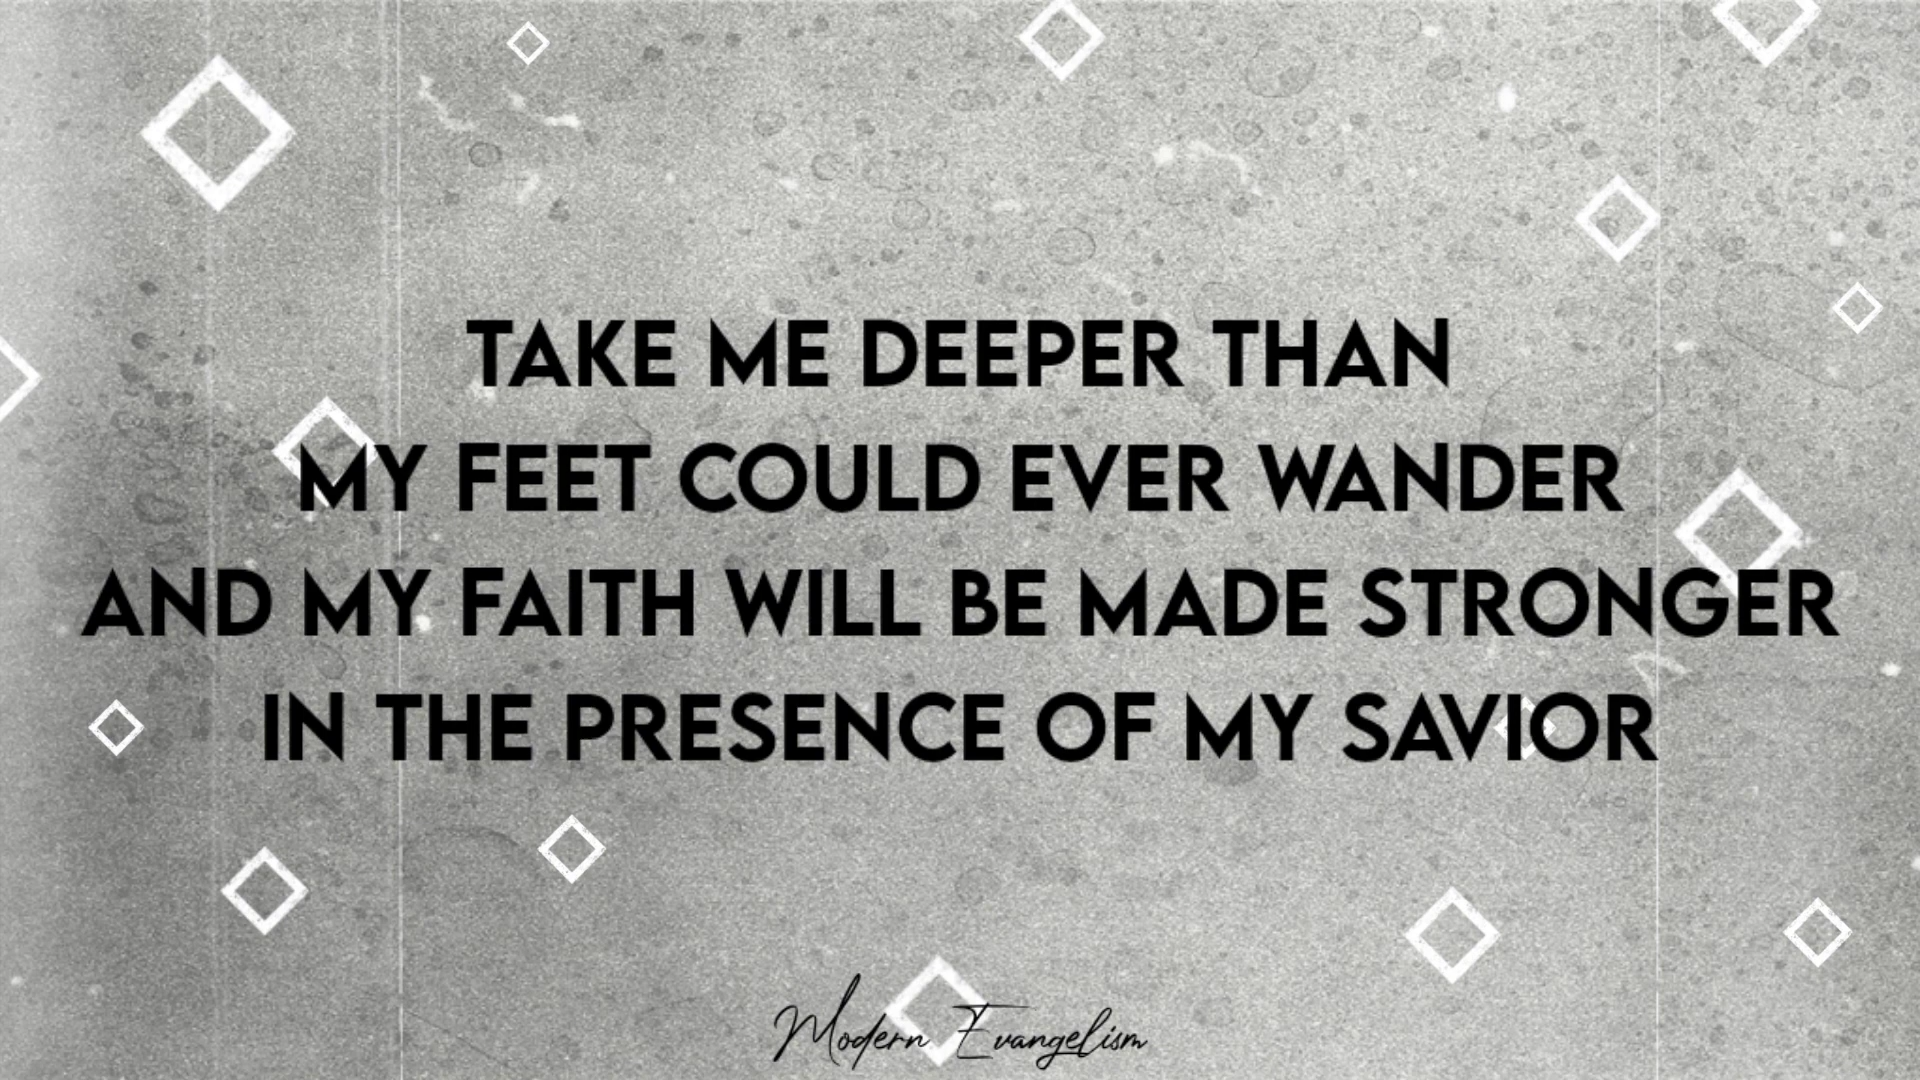 TAKE ME DEEPER THAN
MY FEET COULD EVER WANDER
AND MY FAITH WILL BE MADE STRONGER
IN THE PRESENCE OF MY SAVIOR
Modern Evangelism